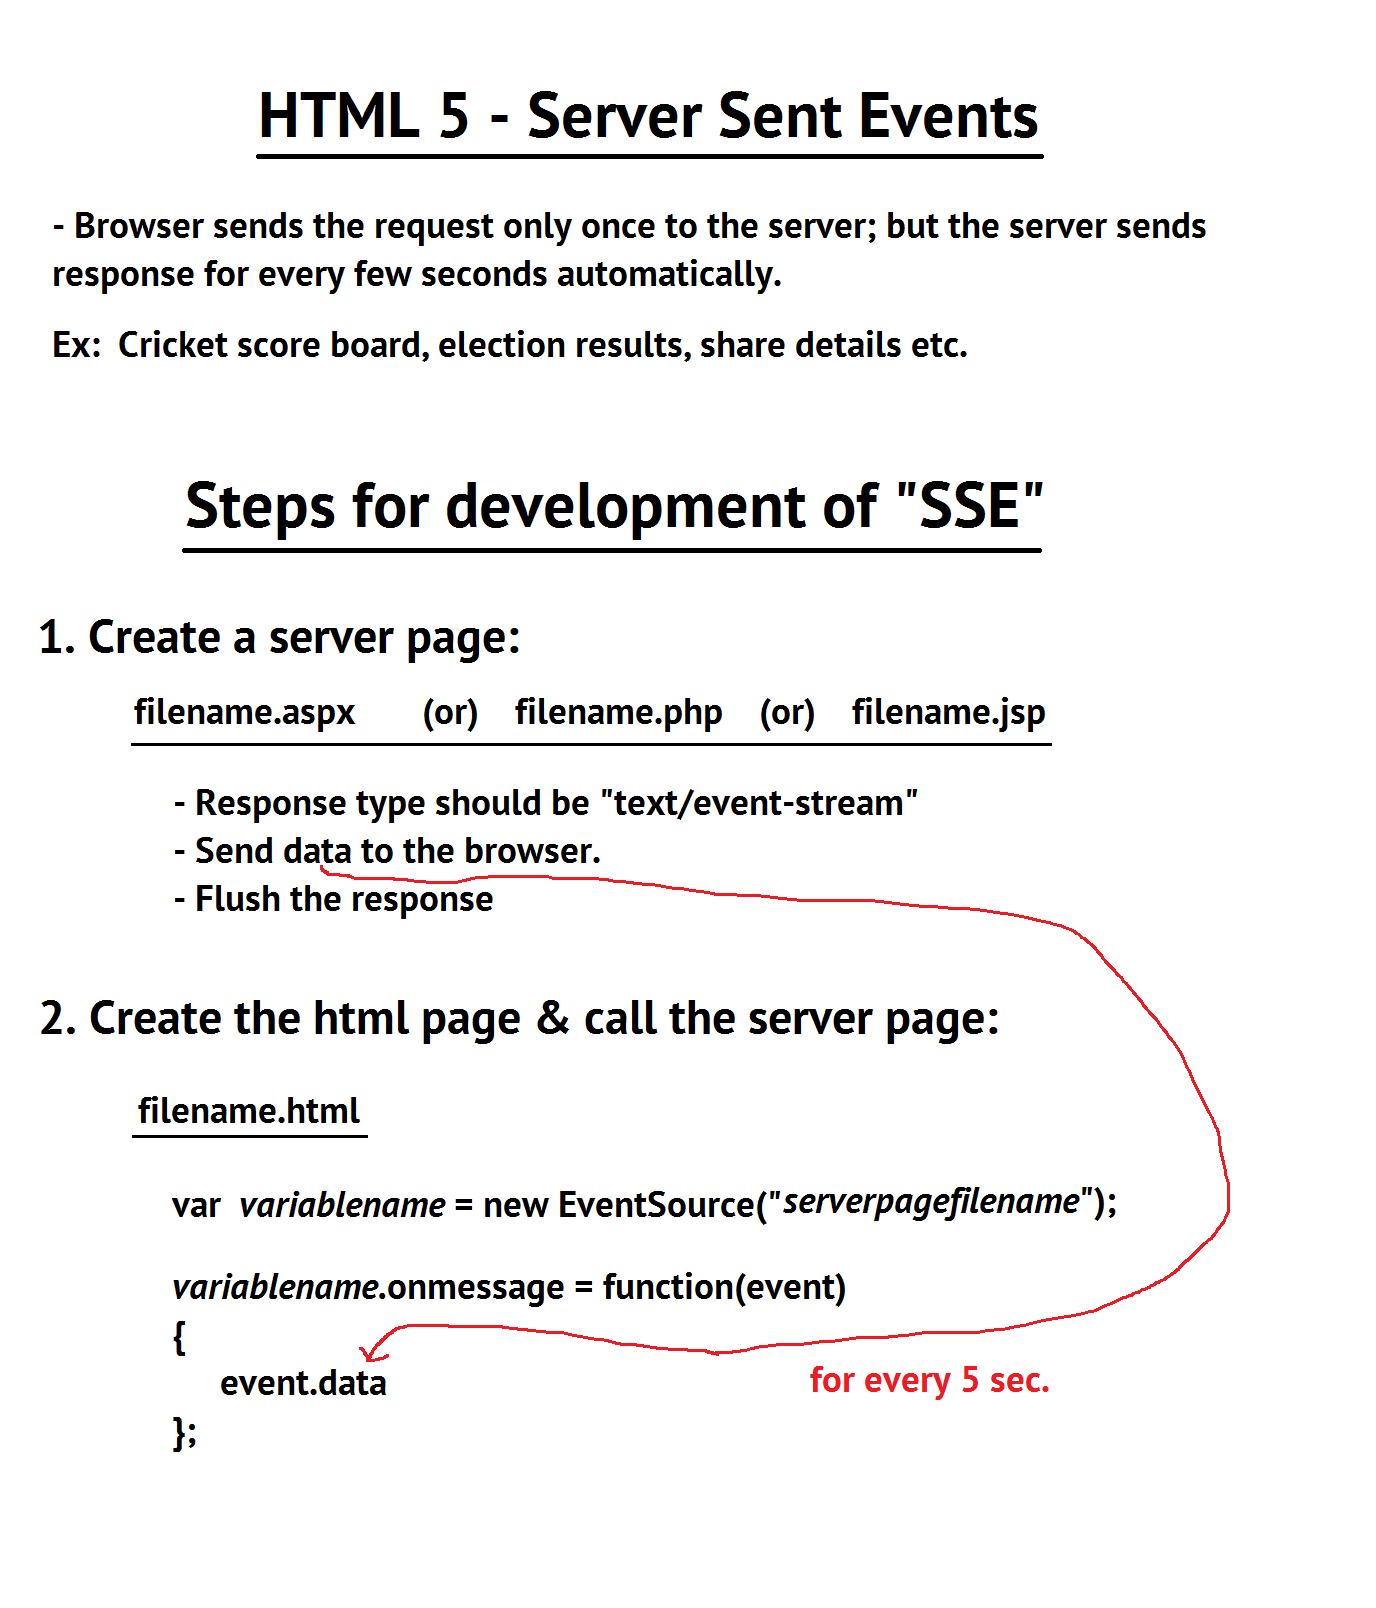 HTML 5 - Server Sent Events
- Browser sends the request only once to the server; but the server sends
response for every few seconds automatically.
Ex:  Cricket score board, election results, share details etc.
Steps for development of "SSE"
1. Create a server page:
filename.aspx (or) filename.php (or) filename.jsp
- Response type should be "text/event-stream"
- Send data to the browser.
- Flush the response
2. Create the html page & call the server page:
filename.html
var variablename = new EventSource("serverpagefilename");
variablename.onmessage = function(event)
{
event.data
for every 5 sec.
};